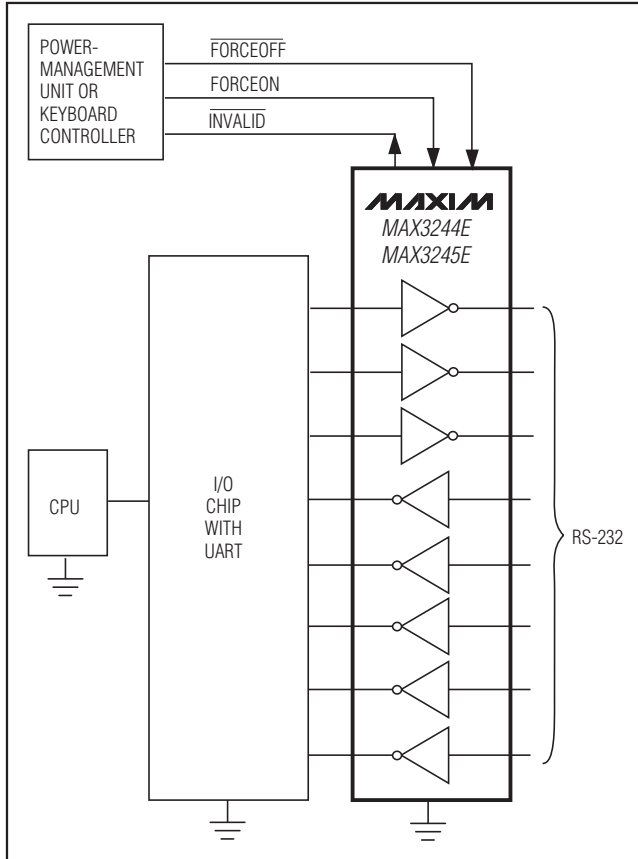 POWER-
MANAGEMENT
UNIT OR
KEYBOARD
CONTROLLER
FORCEOFF
FORCEON
INVALID
MAXIM
MAX3244E
MAX3245E
CPU
I/O
CHIP
WITH
UART
RS-232